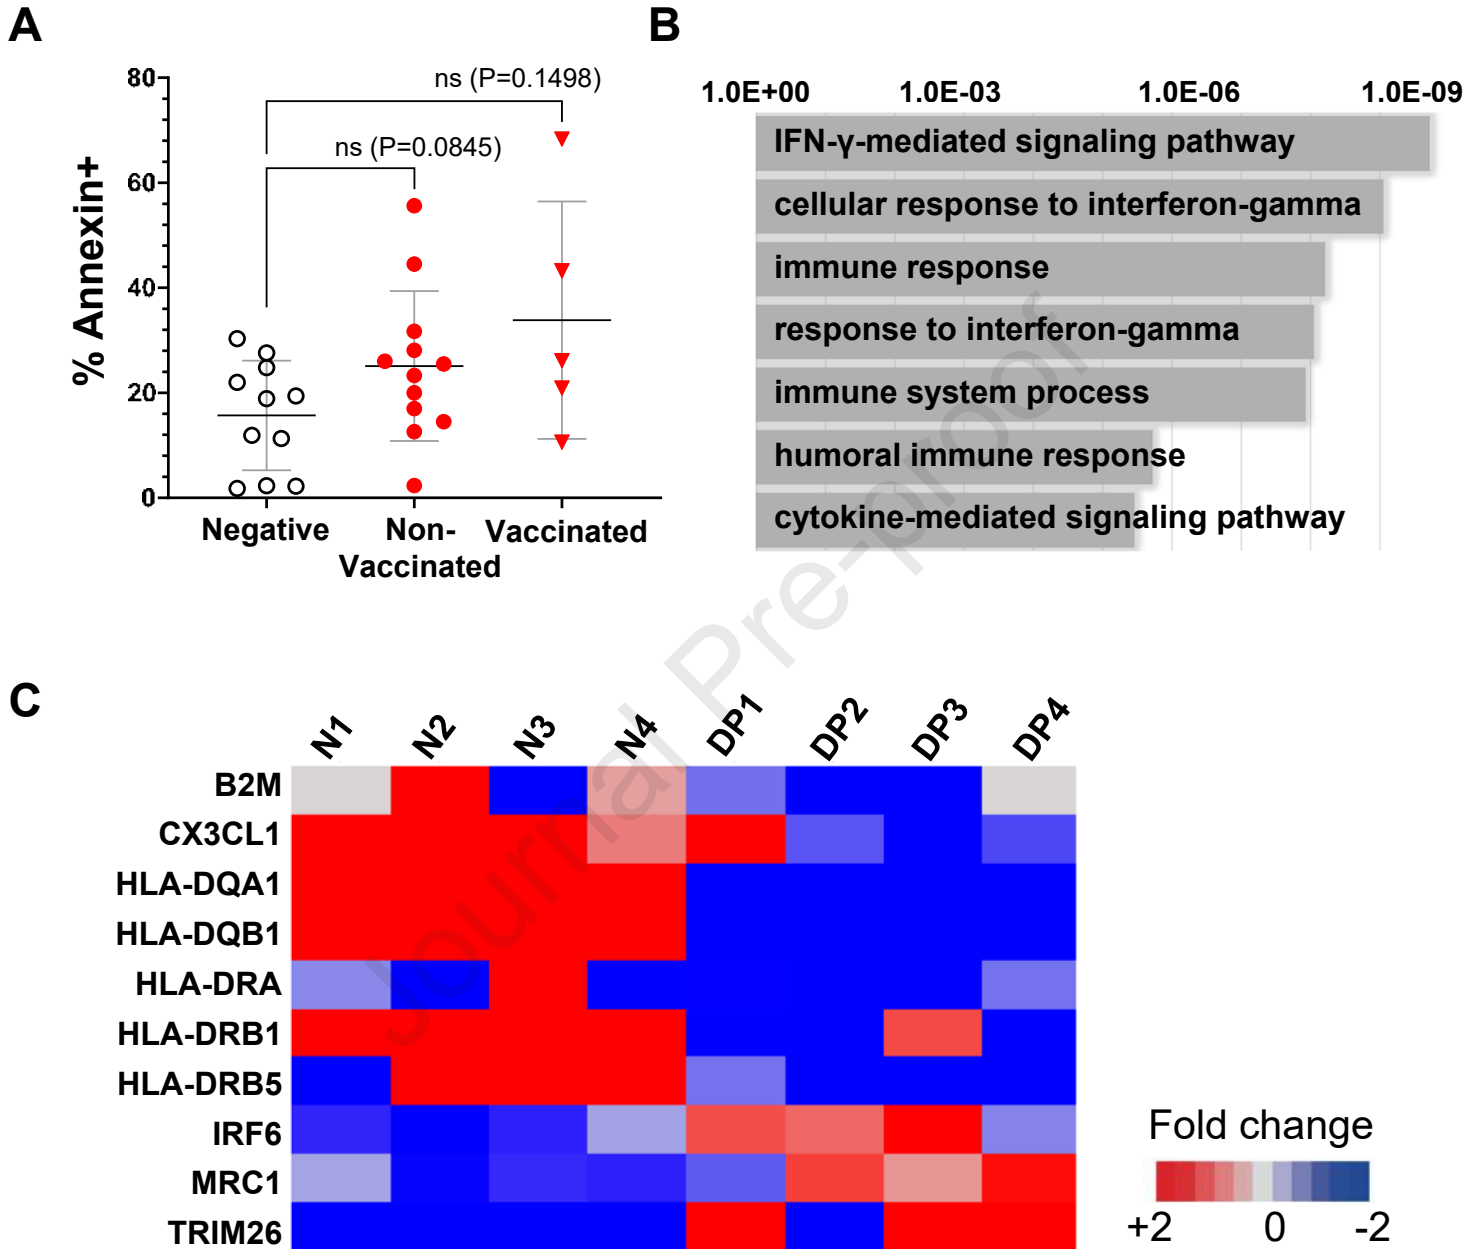 A
80
60
40
20
0
% Annexin+
ns (P=0.1498)
ns (P=0.0845)
Negative
Non-
Vaccinated
Vaccinated
B
1.0E+00 1.0E-03 1.0E-06 1.0E-09
IFN-γ-mediated signaling pathway
cellular response to interferon-gamma
immune response
response to interferon-gamma
immune system process
humoral immune response
cytokine-mediated signaling pathway
Journal Pre-proof
C
N1 N2 N3 N4 DP1 DP2 DP3 DP4
B2M
CX3CL1
HLA-DQA1
HLA-DQB1
HLA-DRA
HLA-DRB1
HLA-DRB5
IRF6
MRC1
TRIM26
Fold change
+2 0 -2